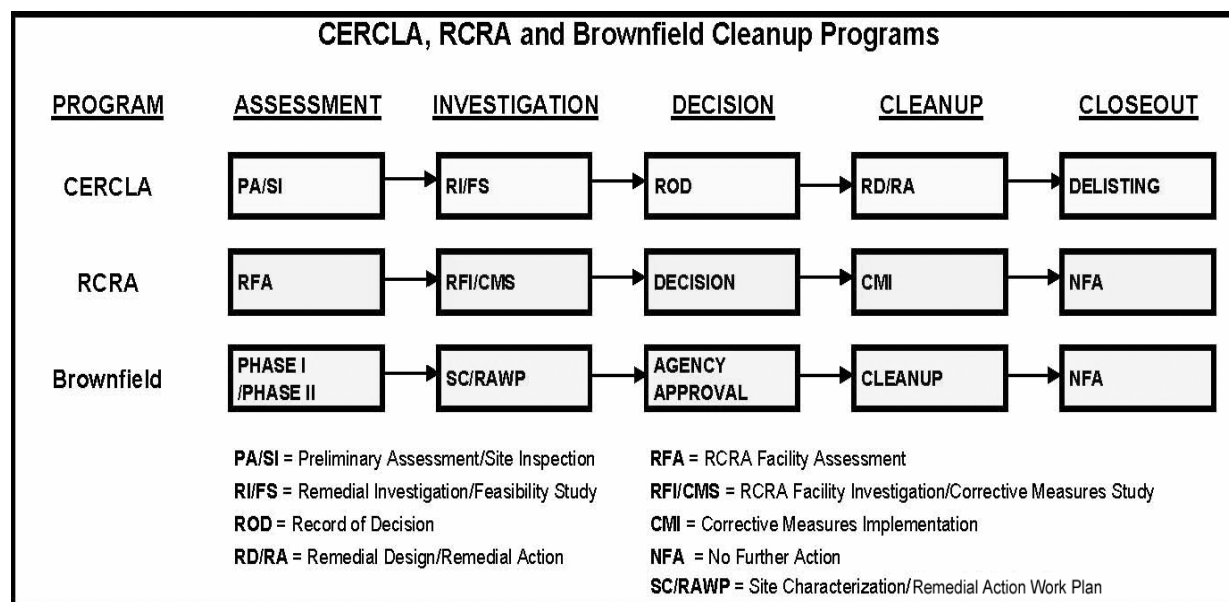 CERCLA, RCRA and Brownfield Cleanup Programs
PROGRAM ASSESSMENT INVESTIGATION DECISION CLEANUP CLOSEOUT
CERCLA PA/SI RI/FS ROD RD/RA DELISTING
RCRA RFA RFI/CMS DECISION CMI NFA
Brownfield PHASE I
/PHASE II SC/RAWP AGENCY
APPROVAL CLEANUP NFA
PA/SI = Preliminary Assessment/Site Inspection
RI/FS = Remedial Investigation/Feasibility Study
ROD = Record of Decision
RD/RA = Remedial Design/Remedial Action
RFA = RCRA Facility Assessment
RFI/CMS = RCRA Facility Investigation/Corrective Measures Study
CMI = Corrective Measures Implementation
NFA = No Further Action
SC/RAWP = Site Characterization/Remedial Action Work Plan